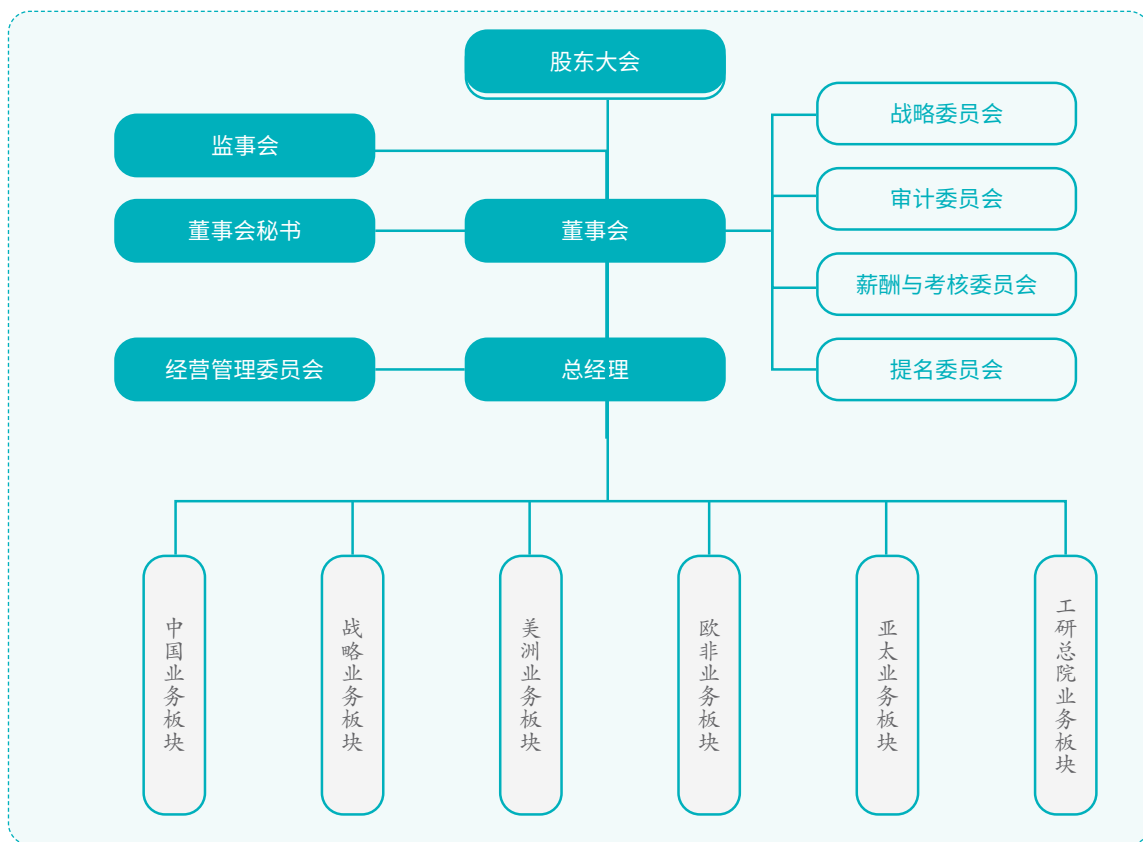 股东大会
监事会
董事会秘书
董事会
经营管理委员会
总经理
战略委员会
审计委员会
薪酬与考核委员会
提名委员会
中国业务板块
战略业务板块
美洲业务板块
欧非业务板块
亚太业务板块
工研总院业务板块